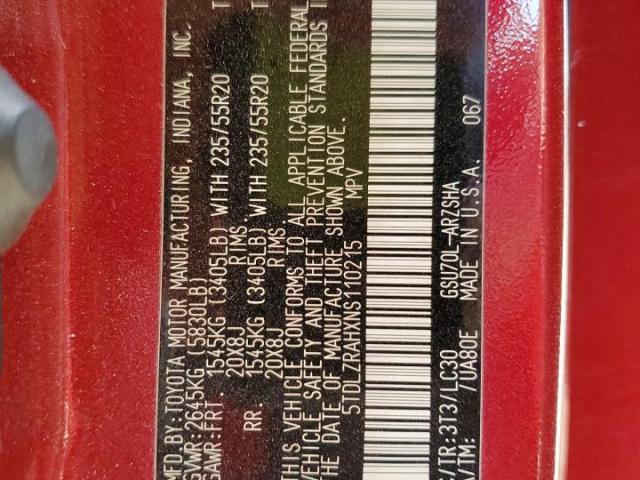 MFD.BY:TOYOTA MOTOR MANUFACTURING, INDIANA, INC.
GVWR:2645KG (5830LB)
GAWR:FRT 1545KG (3405LB) WITH 235/55R20 T
20X8J RIMS
RR. 1545KG (3405LB) WITH 235/55R20 T
20X8J RIMS
THIS VEHICLE CONFORMS TO ALL APPLICABLE FEDERAL
VEHICLE SAFETY AND THEFT PREVENTION STANDARDS
THE DATE OF MANUFACTURE SHOWN ABOVE.
5TDLZRAHXNS110215 MPV
C/TR:3T3/LC30 GSU70L-ARZSHA 067
A/TM: /UA80E MADE IN U.S.A.